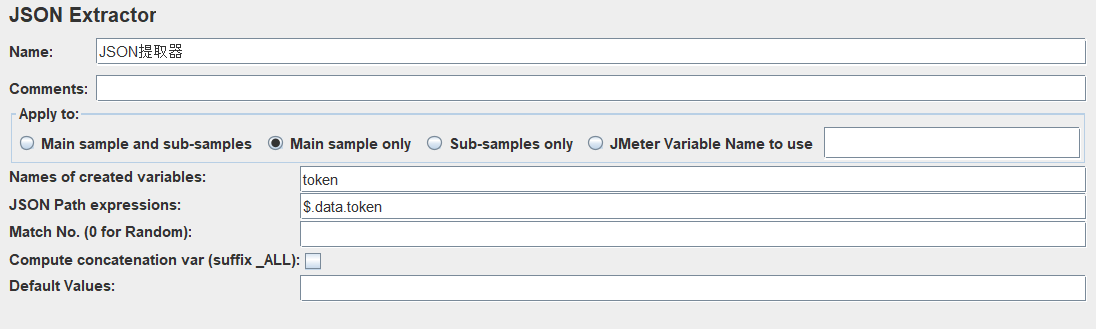 JSON Extractor
Name: JSON提取器
Comments:
Apply to:
Main sample and sub-samples Main sample only Sub-samples only JMeter Variable Name to use
Names of created variables: token
JSON Path expressions: $.data.token
Match No. (0 for Random):
Compute concatenation var (suffix _ALL):
Default Values: